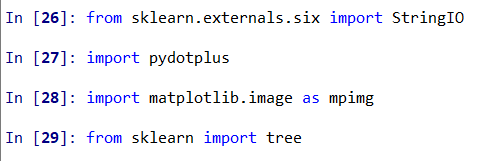 In [26]: from sklearn.externals.six import StringIO
In [27]: import pydotplus
In [28]: import matplotlib.image as mpimg
In [29]: from sklearn import tree